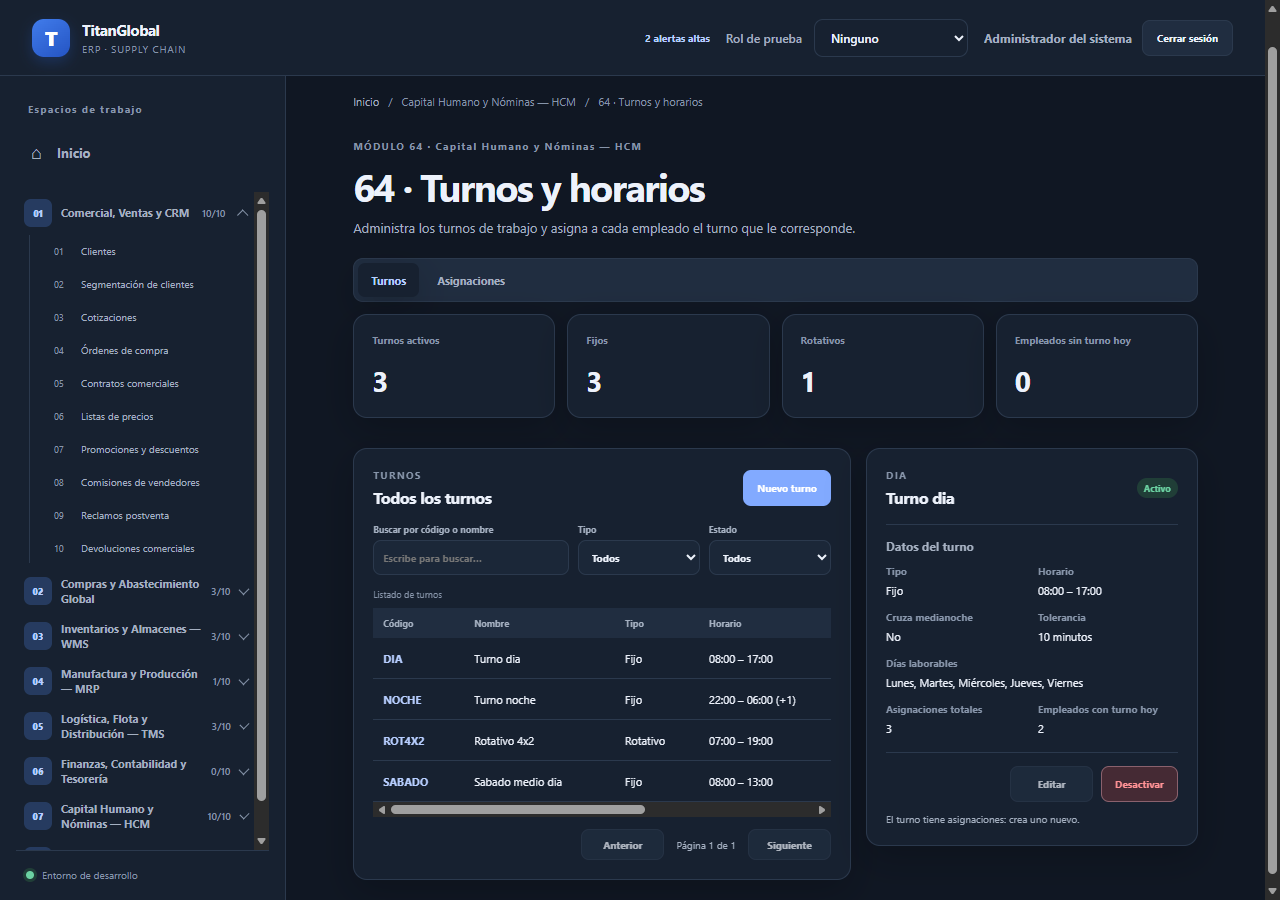 T
TitanGlobal
ERP · SUPPLY CHAIN
2 alertas altas
Rol de prueba
Ninguno
Administrador del sistema
Cerrar sesión
Espacios de trabajo
Inicio
01 Comercial, Ventas y CRM 10/10
01 Clientes
02 Segmentación de clientes
03 Cotizaciones
04 Órdenes de compra
05 Contratos comerciales
06 Listas de precios
07 Promociones y descuentos
08 Comisiones de vendedores
09 Reclamos postventa
10 Devoluciones comerciales
02 Compras y Abastecimiento
Global 3/10
03 Inventarios y Almacenes —
WMS 3/10
04 Manufactura y Producción
— MRP 1/10
05 Logística, Flota y
Distribución — TMS 3/10
06 Finanzas, Contabilidad y
Tesorería 0/10
07 Capital Humano y
Nóminas — HCM 10/10
Entorno de desarrollo
Inicio / Capital Humano y Nóminas — HCM / 64 · Turnos y horarios
MÓDULO 64 · Capital Humano y Nóminas — HCM
64 · Turnos y horarios
Administra los turnos de trabajo y asigna a cada empleado el turno que le corresponde.
Turnos Asignaciones
Turnos activos
3
Fijos
3
Rotativos
1
Empleados sin turno hoy
0
TURNOS
Todos los turnos
Nuevo turno
Buscar por código o nombre Tipo Estado
Escribe para buscar... Todos Todos
Listado de turnos
Código Nombre Tipo Horario
DIA Turno dia Fijo 08:00 – 17:00
NOCHE Turno noche Fijo 22:00 – 06:00 (+1)
ROT4X2 Rotativo 4x2 Rotativo 07:00 – 19:00
SABADO Sabado medio dia Fijo 08:00 – 13:00
Anterior Página 1 de 1 Siguiente
DIA
Turno dia
Activo
Datos del turno
Tipo Horario
Fijo 08:00 – 17:00
Cruza medianoche Tolerancia
No 10 minutos
Días laborables
Lunes, Martes, Miércoles, Jueves, Viernes
Asignaciones totales Empleados con turno hoy
3 2
Editar Desactivar
El turno tiene asignaciones: crea uno nuevo.